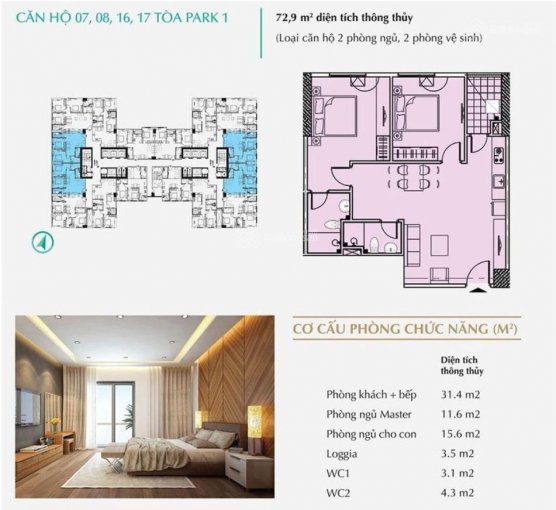 CĂN HỘ 07, 08, 16, 17 TÒA PARK 1
72,9 m² diện tích thông thủy
(Loại căn hộ 2 phòng ngủ, 2 phòng vệ sinh)
CƠ CẤU PHÒNG CHỨC NĂNG (M²)
Diện tích
thông thủy
Phòng khách + bếp 31.4 m2
Phòng ngủ Master 11.6 m2
Phòng ngủ cho con 15.6 m2
Loggia 3.5 m2
WC1 3.1 m2
WC2 4.3 m2